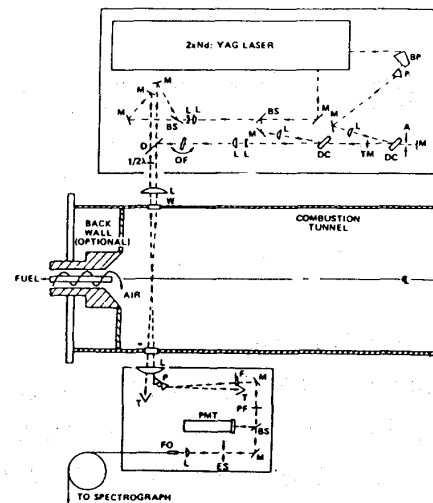 2xNd: YAG LASER
BP
P
M
M
M
M
BS
L L
BS
M
M
L
L
A
D
OF
L L
DC
TM
DC
M
1/2λ
L
W
BACK
WALL
(OPTIONAL)
COMBUSTION
TUNNEL
FUEL
AIR
℄
L
P
F
M
T
T
PF
PMT
BS
FO
L
ES
M
TO SPECTROGRAPH